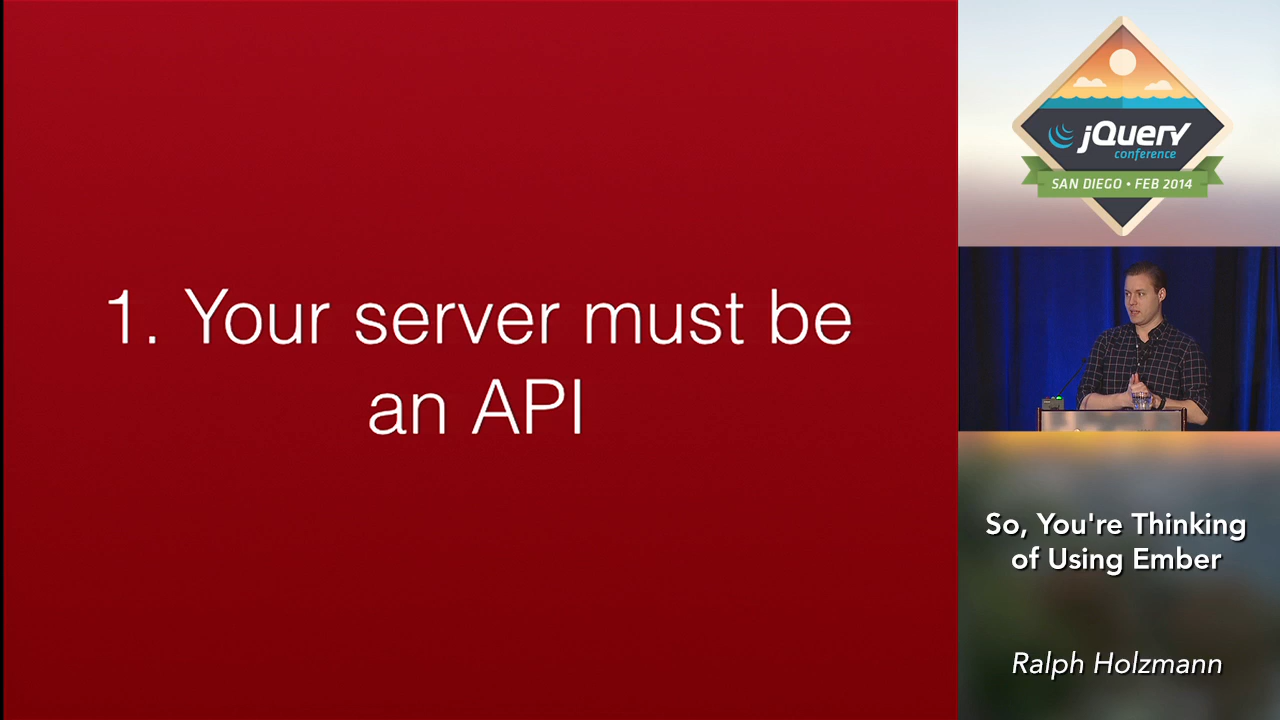 1. Your server must be
an API
jQuery
conference
SAN DIEGO • FEB 2014
So, You're Thinking
of Using Ember
Ralph Holzmann